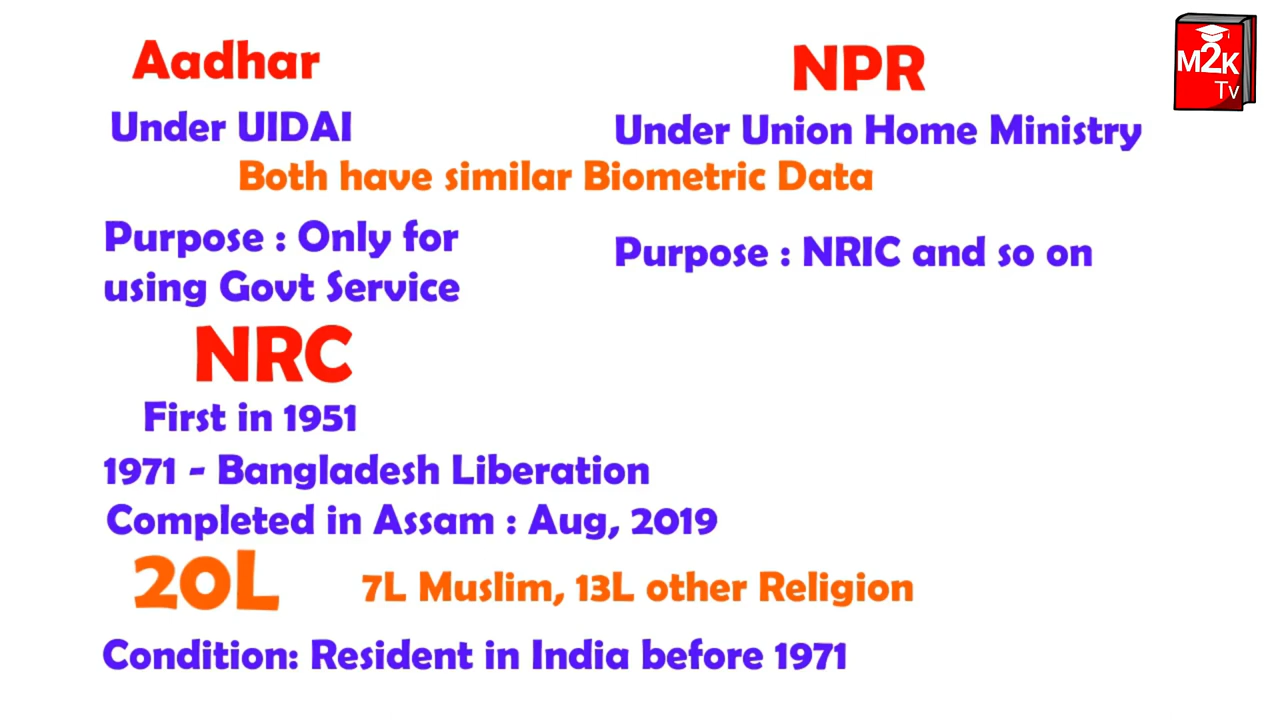 Aadhar
NPR
M2K
Tv
Under UIDAI
Under Union Home Ministry
Both have similar Biometric Data
Purpose : Only for
using Govt Service
Purpose : NRIC and so on
NRC
First in 1951
1971 - Bangladesh Liberation
Completed in Assam : Aug, 2019
20L
7L Muslim, 13L other Religion
Condition: Resident in India before 1971